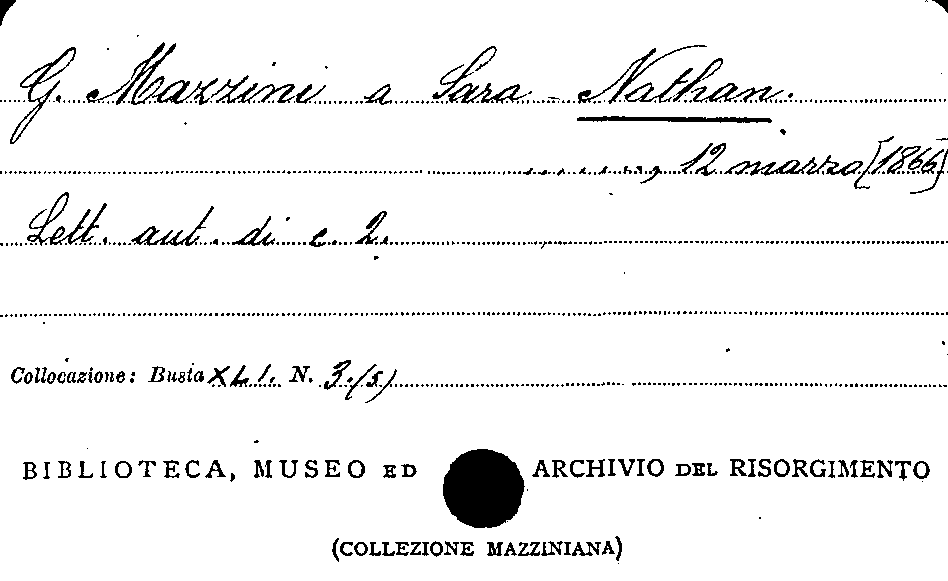 G. Mazzini a Sara Nathan.
........, 12 marzo [1866]
Lett. aut. di c. 2.
Collocazione: Busta XLI. N. 3.(5)
BIBLIOTECA, MUSEO ED ARCHIVIO DEL RISORGIMENTO
(COLLEZIONE MAZZINIANA)